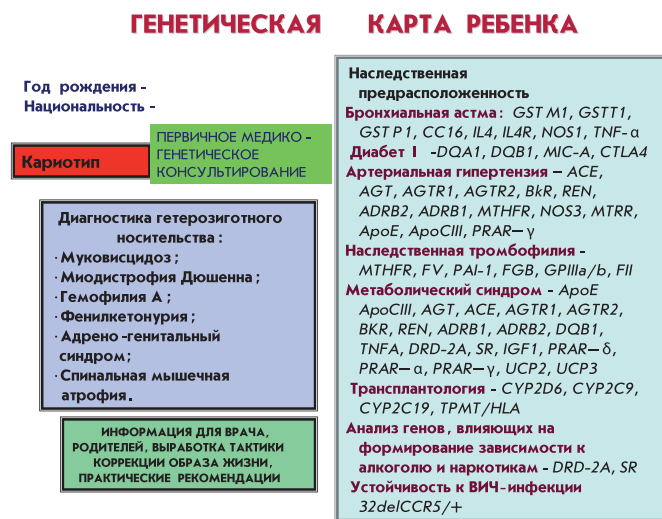 ГЕНЕТИЧЕСКАЯ КАРТА РЕБЕНКА
Год рождения -
Национальность -
Кариотип
ПЕРВИЧНОЕ МЕДИКО -
ГЕНЕТИЧЕСКОЕ
КОНСУЛЬТИРОВАНИЕ
Диагностика гетерозиготного
носительства :
· Муковисцидоз ;
· Миодистрофия Дюшенна ;
· Гемофилия А ;
· Фенилкетонурия ;
· Адрено -генитальный
синдром;
· Спинальная мышечная
атрофия.
ИНФОРМАЦИЯ ДЛЯ ВРАЧА,
РОДИТЕЛЕЙ, ВЫРАБОТКА ТАКТИКИ
КОРРЕКЦИИ ОБРАЗА ЖИЗНИ,
ПРАКТИЧЕСКИЕ РЕКОМЕНДАЦИИ
Наследственная
предрасположенность
Бронхиальная астма: GST M1, GSTT1,
GST P1, CC16, IL4, IL4R, NOS1, TNF- α
Диабет I -DQA1, DQB1, MIC-A, CTLA4
Артериальная гипертензия – ACE,
AGT, AGTR1, AGTR2, BkR, REN,
ADRB2, ADRB1, MTHFR, NOS3, MTRR,
ApoE, ApoCIII, PRAR– γ
Наследственная тромбофилия -
MTHFR, FV, PAI-1, FGB, GPIIIa/b, FII
Метаболический синдром - ApoE
ApoCIII, AGT, ACE, AGTR1, AGTR2,
BKR, REN, ADRB1, ADRB2, DQB1,
TNFA, DRD-2A, SR, IGF1, PRAR– δ,
PRAR– α, PRAR– γ, UCP2, UCP3
Трансплантология - CYP2D6, CYP2C9,
CYP2C19, TPMT/HLA
Анализ генов, влияющих на
формирование зависимости к
алкоголю и наркотикам - DRD-2A, SR
Устойчивость к ВИЧ-инфекции
32delCCR5/+